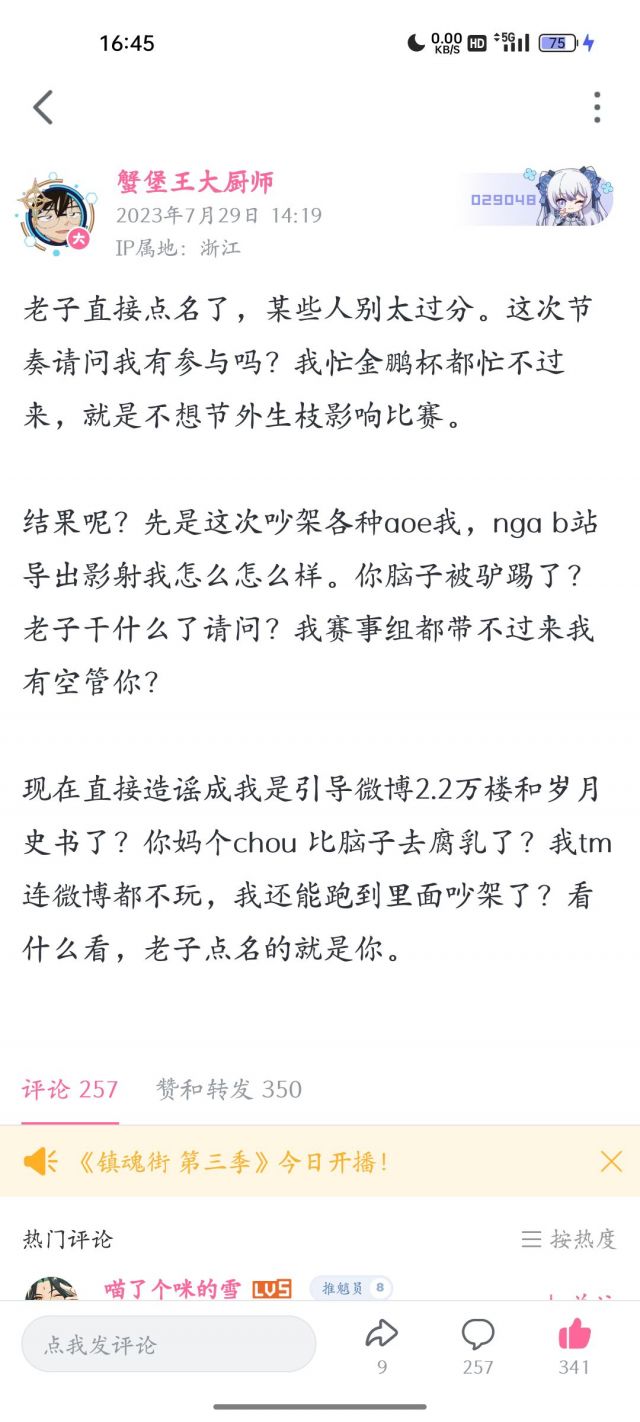 16:45
0.00
KB/S
HD
5G
75
蟹堡王大厨师
2023年7月29日 14:19
IP属地：浙江
029048
大
老子直接点名了，某些人别太过分。这次节
奏请问我有参与吗？我忙金鹏杯都忙不过
来，就是不想节外生枝影响比赛。
结果呢？先是这次吵架各种aoe我，nga b站
导出影射我怎么怎么样。你脑子被驴踢了？
老子干什么了请问？我赛事组都带不过来我
有空管你？
现在直接造谣成我是引导微博2.2万楼和岁月
史书了？你妈个chou 比脑子去腐乳了？我tm
连微博都不玩，我还能跑到里面吵架了？看
什么看，老子点名的就是你。
评论 257
赞和转发 350
《镇魂街 第三季》今日开播！
热门评论
按热度
喵了个咪的雪 LV5 推勉员 8
点我发评论
9
257
341